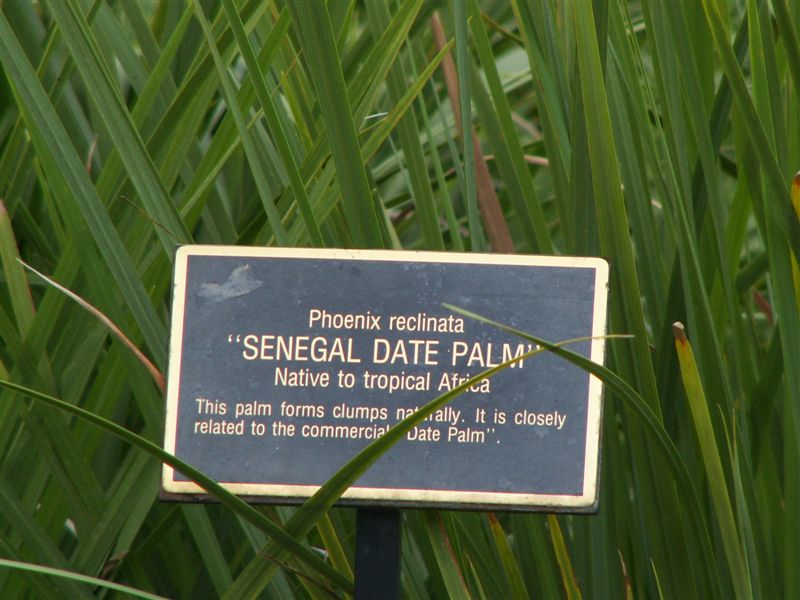 Phoenix reclinata
"SENEGAL DATE PALM"
Native to tropical Africa
This palm forms clumps naturally. It is closely
related to the commercial "Date Palm".